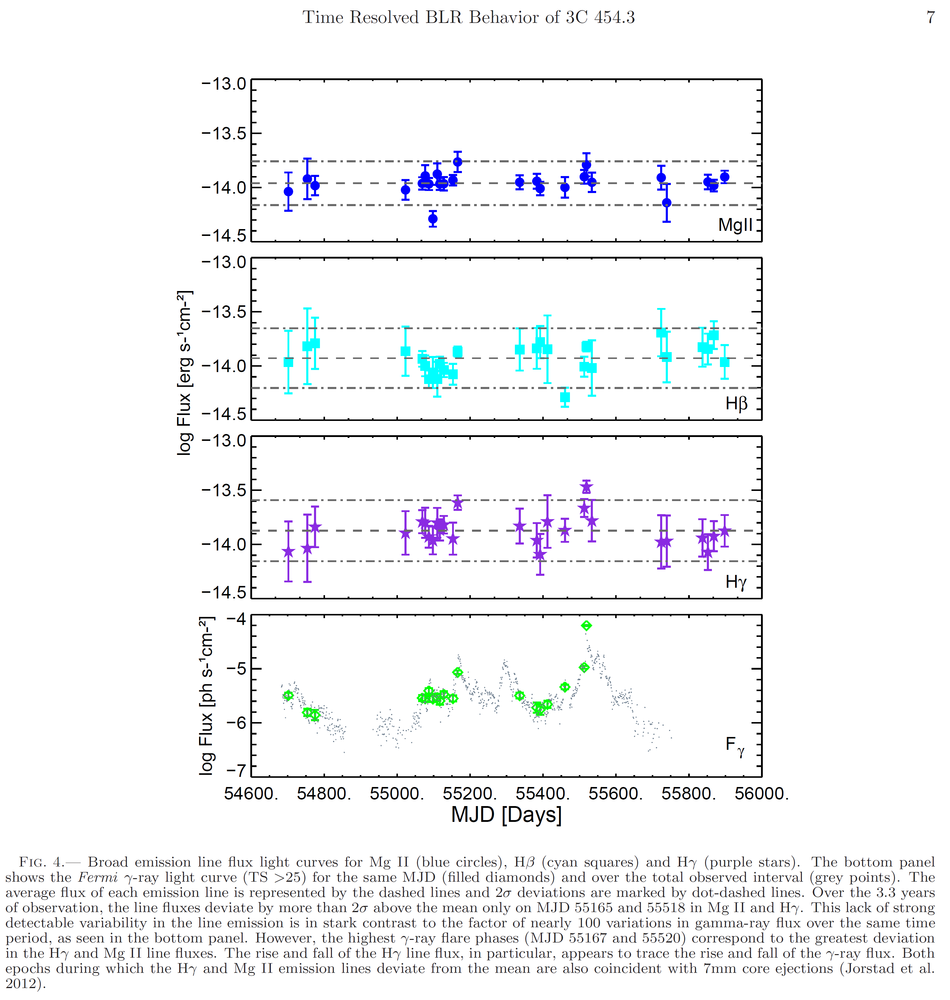 Time Resolved BLR Behavior of 3C 454.3 7
−13.0
−13.5
−14.0
−14.5
MgII
−13.0
−13.5
−14.0
−14.5
Hβ
log Flux [erg s-¹cm-²]
−13.0
−13.5
−14.0
−14.5
Hγ
−4
−5
−6
−7
Fγ
log Flux [ph s-¹cm-²]
54600. 54800. 55000. 55200. 55400. 55600. 55800. 56000.
MJD [Days]
Fig. 4.— Broad emission line flux light curves for Mg II (blue circles), Hβ (cyan squares) and Hγ (purple stars). The bottom panel
shows the Fermi γ-ray light curve (TS >25) for the same MJD (filled diamonds) and over the total observed interval (grey points). The
average flux of each emission line is represented by the dashed lines and 2σ deviations are marked by dot-dashed lines. Over the 3.3 years
of observation, the line fluxes deviate by more than 2σ above the mean only on MJD 55165 and 55518 in Mg II and Hγ. This lack of strong
detectable variability in the line emission is in stark contrast to the factor of nearly 100 variations in gamma-ray flux over the same time
period, as seen in the bottom panel. However, the highest γ-ray flare phases (MJD 55167 and 55520) correspond to the greatest deviation
in the Hγ and Mg II line fluxes. The rise and fall of the Hγ line flux, in particular, appears to trace the rise and fall of the γ-ray flux. Both
epochs during which the Hγ and Mg II emission lines deviate from the mean are also coincident with 7mm core ejections (Jorstad et al.
2012).